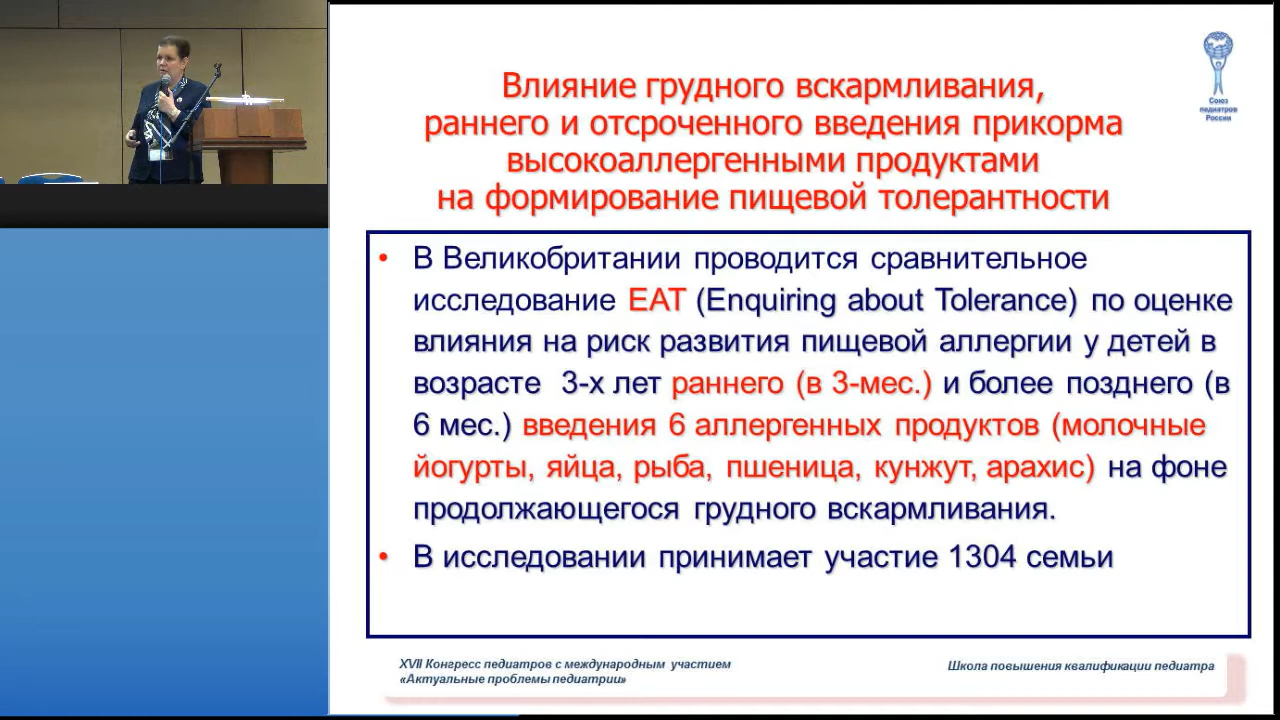 Влияние грудного вскармливания,
раннего и отсроченного введения прикорма
высокоаллергенными продуктами
на формирование пищевой толерантности
Союз
педиатров
России
• В Великобритании проводится сравнительное
исследование EAT (Enquiring about Tolerance) по оценке
влияния на риск развития пищевой аллергии у детей в
возрасте 3-х лет раннего (в 3-мес.) и более позднего (в
6 мес.) введения 6 аллергенных продуктов (молочные
йогурты, яйца, рыба, пшеница, кунжут, арахис) на фоне
продолжающегося грудного вскармливания.
• В исследовании принимает участие 1304 семьи
XVII Конгресс педиатров с международным участием
«Актуальные проблемы педиатрии»
Школа повышения квалификации педиатра